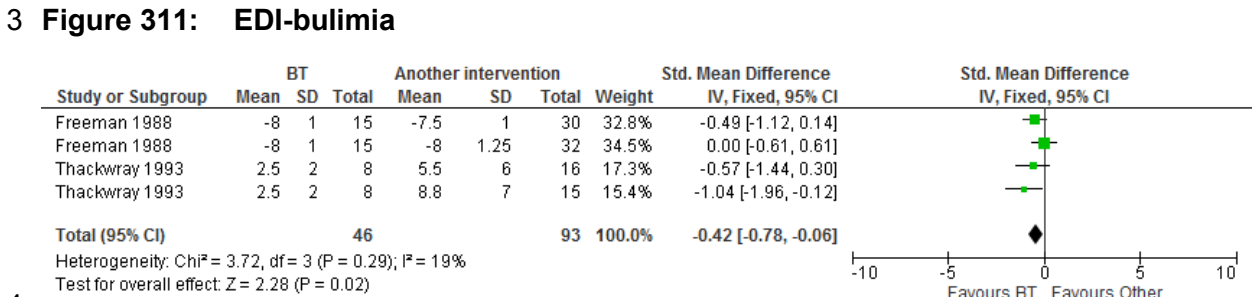 3 Figure 311: EDI-bulimia
BT Another intervention Std. Mean Difference Std. Mean Difference
Study or Subgroup Mean SD Total Mean SD Total Weight IV, Fixed, 95% CI IV, Fixed, 95% CI
Freeman 1988 -8 1 15 -7.5 1 30 32.8% -0.49 [-1.12, 0.14]
Freeman 1988 -8 1 15 -8 1.25 32 34.5% 0.00 [-0.61, 0.61]
Thackwray 1993 2.5 2 8 5.5 6 16 17.3% -0.57 [-1.44, 0.30]
Thackwray 1993 2.5 2 8 8.8 7 15 15.4% -1.04 [-1.96, -0.12]
Total (95% CI) 46 93 100.0% -0.42 [-0.78, -0.06]
Heterogeneity: Chi² = 3.72, df = 3 (P = 0.29); I² = 19%
Test for overall effect: Z = 2.28 (P = 0.02)
-10 -5 0 5 10
Favours BT Favours Other